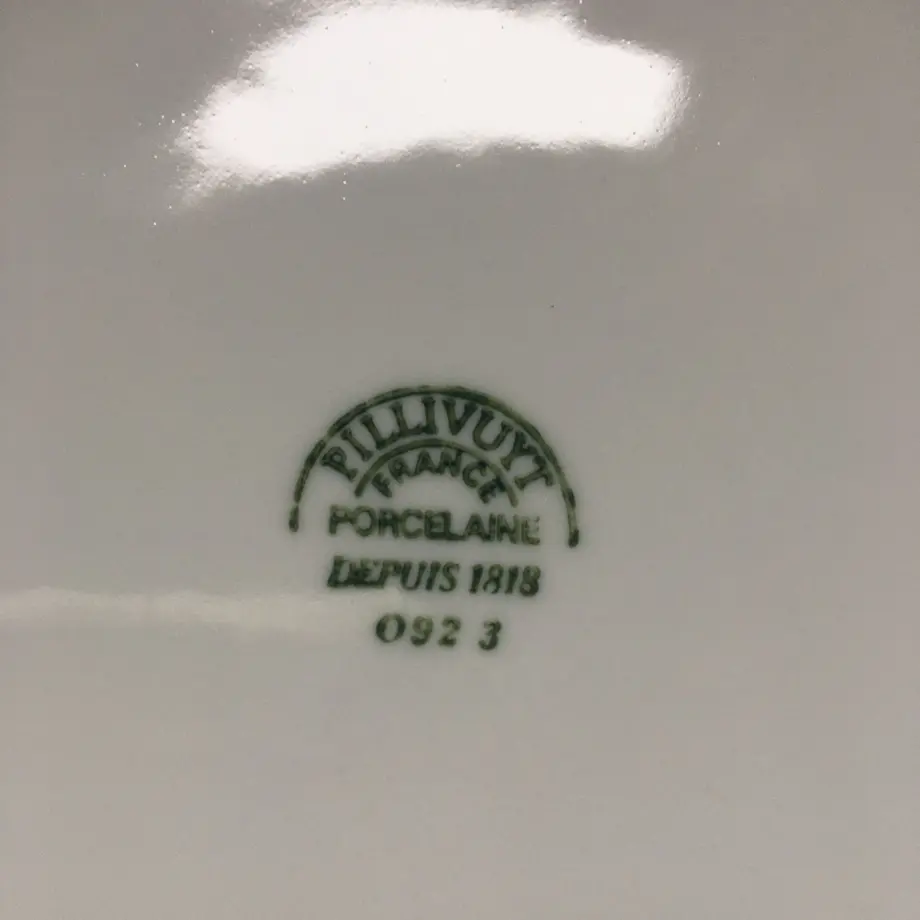 PILLIVUYT
FRANCE
PORCELAINE
DEPUIS 1818
092 3